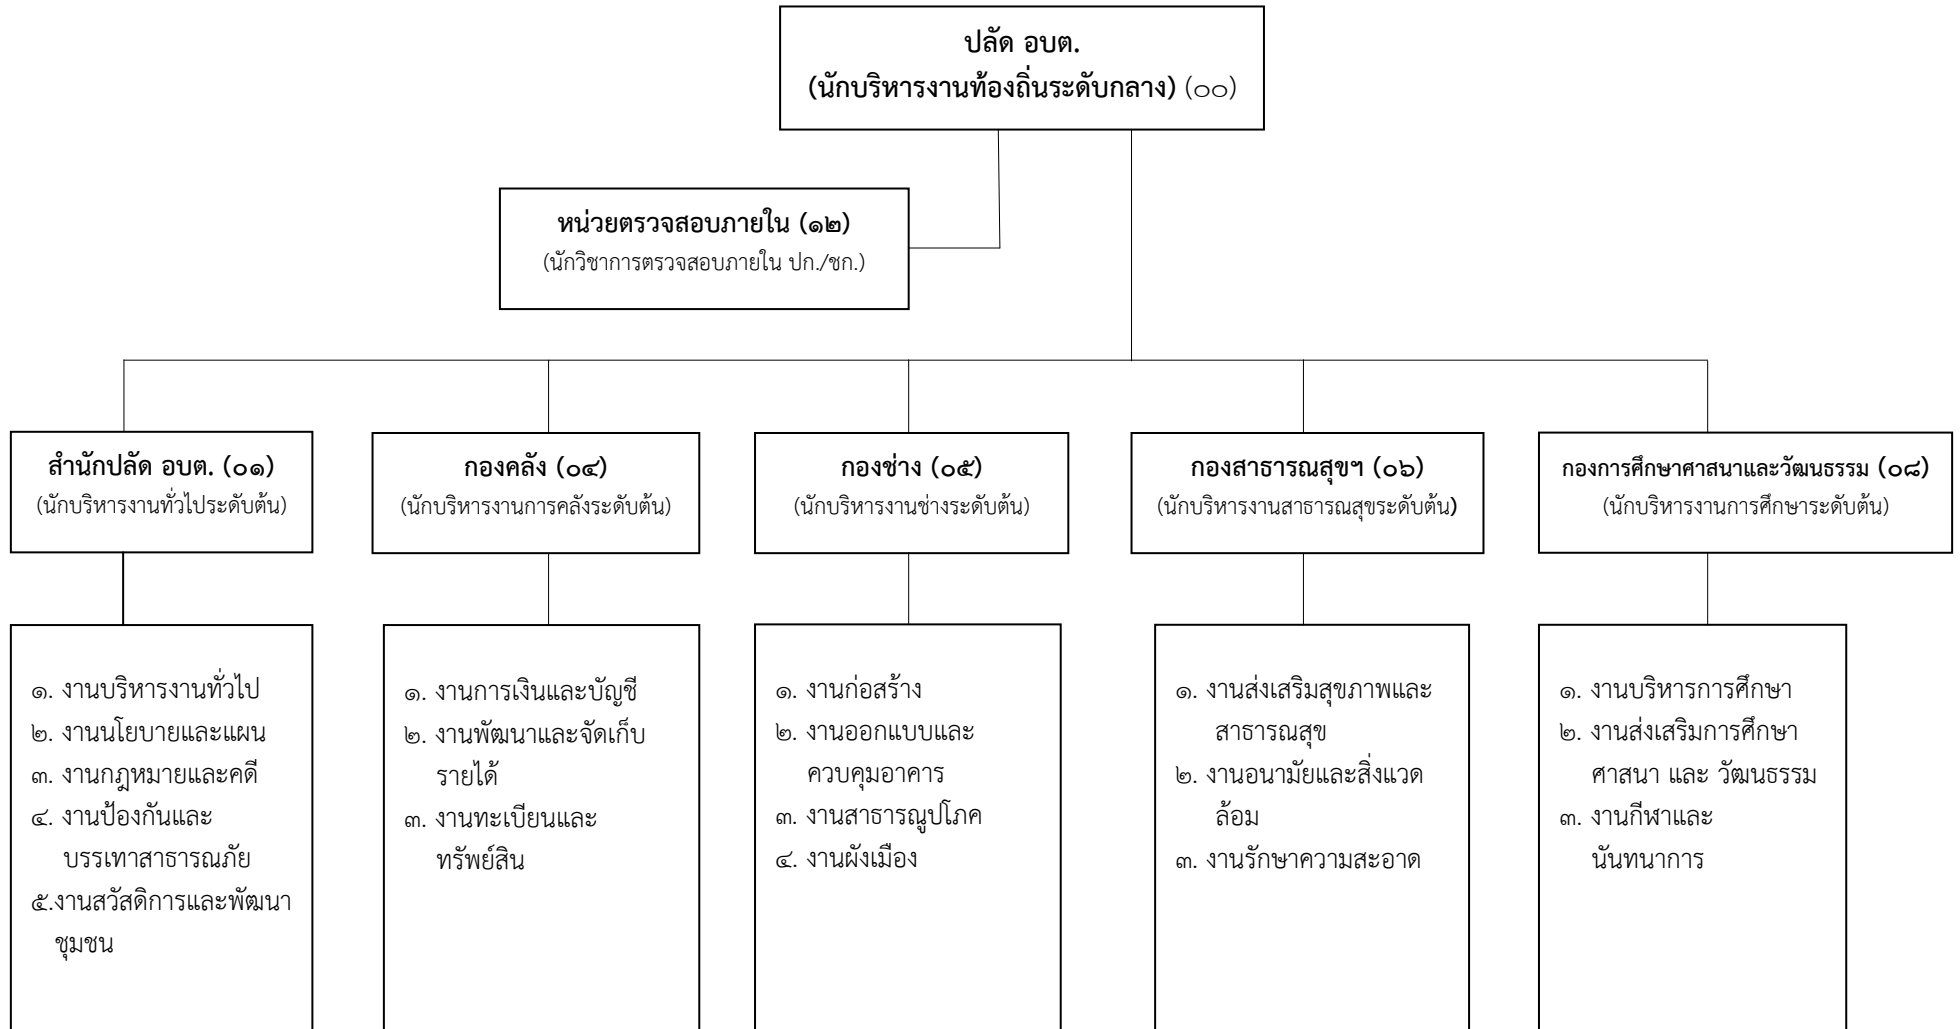 ปลัด อบต.
(นักบริหารงานท้องถิ่นระดับกลาง) (๐๐)
หน่วยตรวจสอบภายใน (๑๒)
(นักวิชาการตรวจสอบภายใน ปก./ชก.)
สำนักปลัด อบต. (๐๑)
(นักบริหารงานทั่วไประดับต้น)
กองคลัง (๐๔)
(นักบริหารงานการคลังระดับต้น)
กองช่าง (๐๕)
(นักบริหารงานช่างระดับต้น)
กองสาธารณสุขฯ (๐๖)
(นักบริหารงานสาธารณสุขระดับต้น)
กองการศึกษาศาสนาและวัฒนธรรม (๐๘)
(นักบริหารงานการศึกษาระดับต้น)
๑. งานบริหารงานทั่วไป
๒. งานนโยบายและแผน
๓. งานกฎหมายและคดี
๔. งานป้องกันและ
บรรเทาสาธารณภัย
๕.งานสวัสดิการและพัฒนา
ชุมชน
๑. งานการเงินและบัญชี
๒. งานพัฒนาและจัดเก็บ
รายได้
๓. งานทะเบียนและ
ทรัพย์สิน
๑. งานก่อสร้าง
๒. งานออกแบบและ
ควบคุมอาคาร
๓. งานสาธารณูปโภค
๔. งานผังเมือง
๑. งานส่งเสริมสุขภาพและ
สาธารณสุข
๒. งานอนามัยและสิ่งแวด
ล้อม
๓. งานรักษาความสะอาด
๑. งานบริหารการศึกษา
๒. งานส่งเสริมการศึกษา
ศาสนา และ วัฒนธรรม
๓. งานกีฬาและ
นันทนาการ